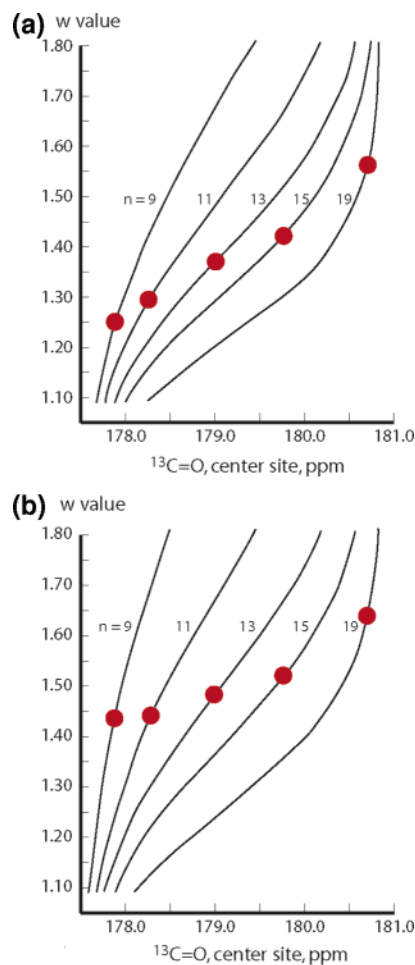 (a)
w value
1.80
1.70
1.60
1.50
1.40
1.30
1.20
1.10
n = 9 11 13 15 19
178.0 179.0 180.0 181.0
¹³C=O, center site, ppm
(b)
w value
1.80
1.70
1.60
1.50
1.40
1.30
1.20
1.10
n = 9 11 13 15 19
178.0 179.0 180.0 181.0
¹³C=O, center site, ppm